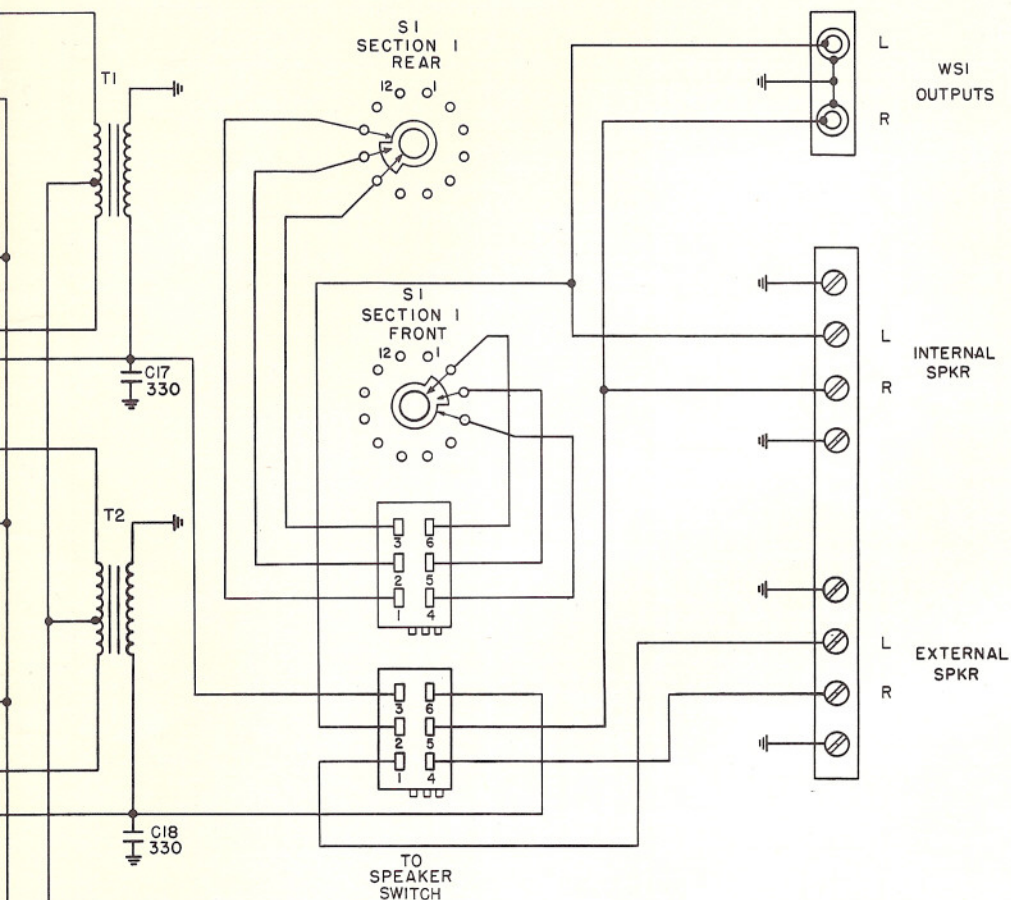 S1
SECTION 1
REAR
12
1
T1
L
WS1
OUTPUTS
R
S1
SECTION 1
FRONT
12
1
C17
330
L
INTERNAL
SPKR
R
T2
3 6
2 5
1 4
L
EXTERNAL
SPKR
R
3 6
2 5
1 4
C18
330
TO
SPEAKER
SWITCH